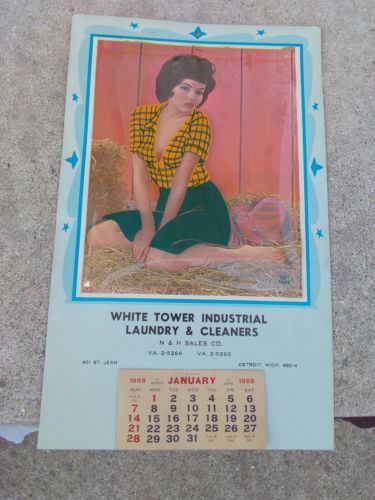 WHITE TOWER INDUSTRIAL
LAUNDRY & CLEANERS
N & H SALES CO.
VA. 2-5266 VA. 2-5265
401 ST. JEAN DETROIT, MICH. 48214
1968 JANUARY 1968
SUN MON TUE WED THU FRI SAT
1 2 3 4 5 6
7 8 9 10 11 12 13
14 15 16 17 18 19 20
21 22 23 24 25 26 27
28 29 30 31